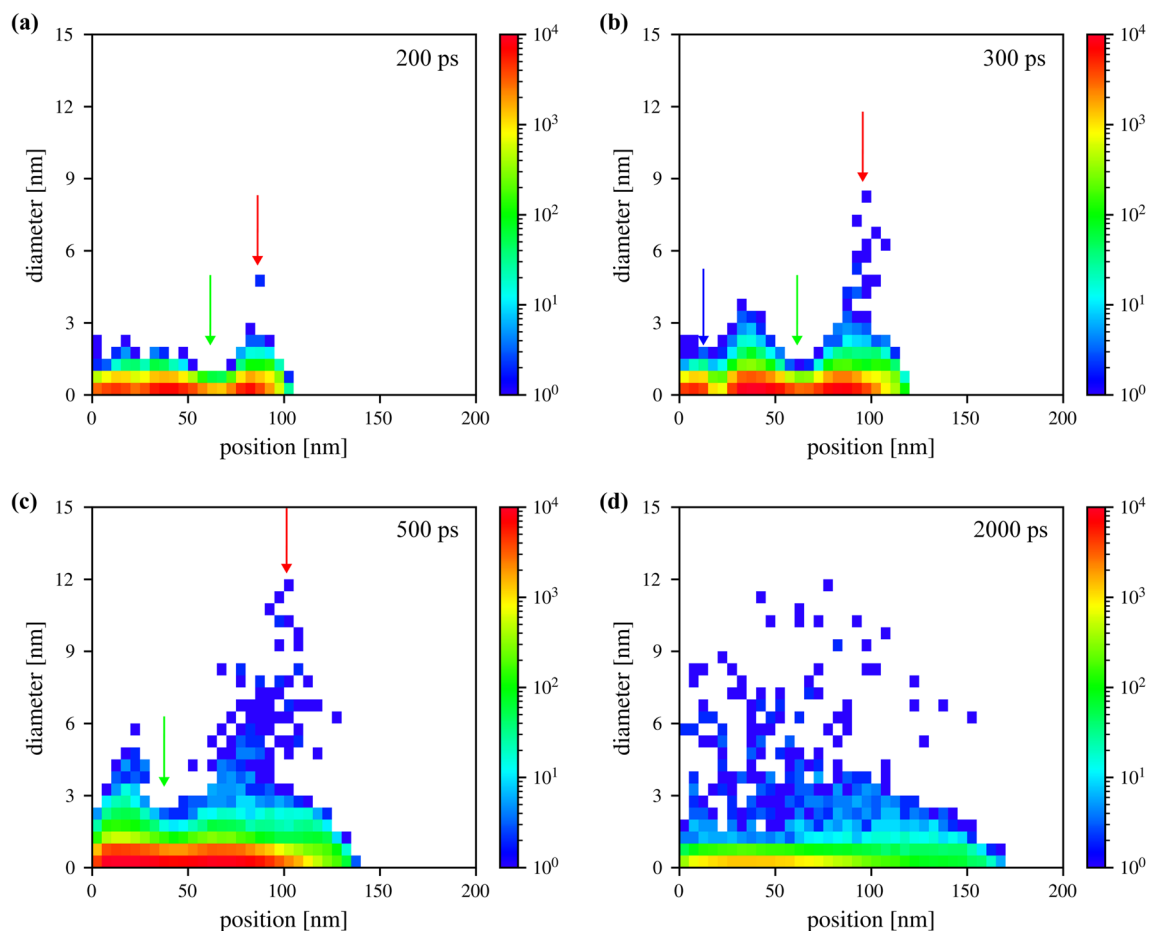 (a)
200 ps
15
12
9
6
3
0
diameter [nm]
0 50 100 150 200
position [nm]
10^4
10^3
10^2
10^1
10^0
(b)
300 ps
15
12
9
6
3
0
diameter [nm]
0 50 100 150 200
position [nm]
10^4
10^3
10^2
10^1
10^0
(c)
500 ps
15
12
9
6
3
0
diameter [nm]
0 50 100 150 200
position [nm]
10^4
10^3
10^2
10^1
10^0
(d)
2000 ps
15
12
9
6
3
0
diameter [nm]
0 50 100 150 200
position [nm]
10^4
10^3
10^2
10^1
10^0